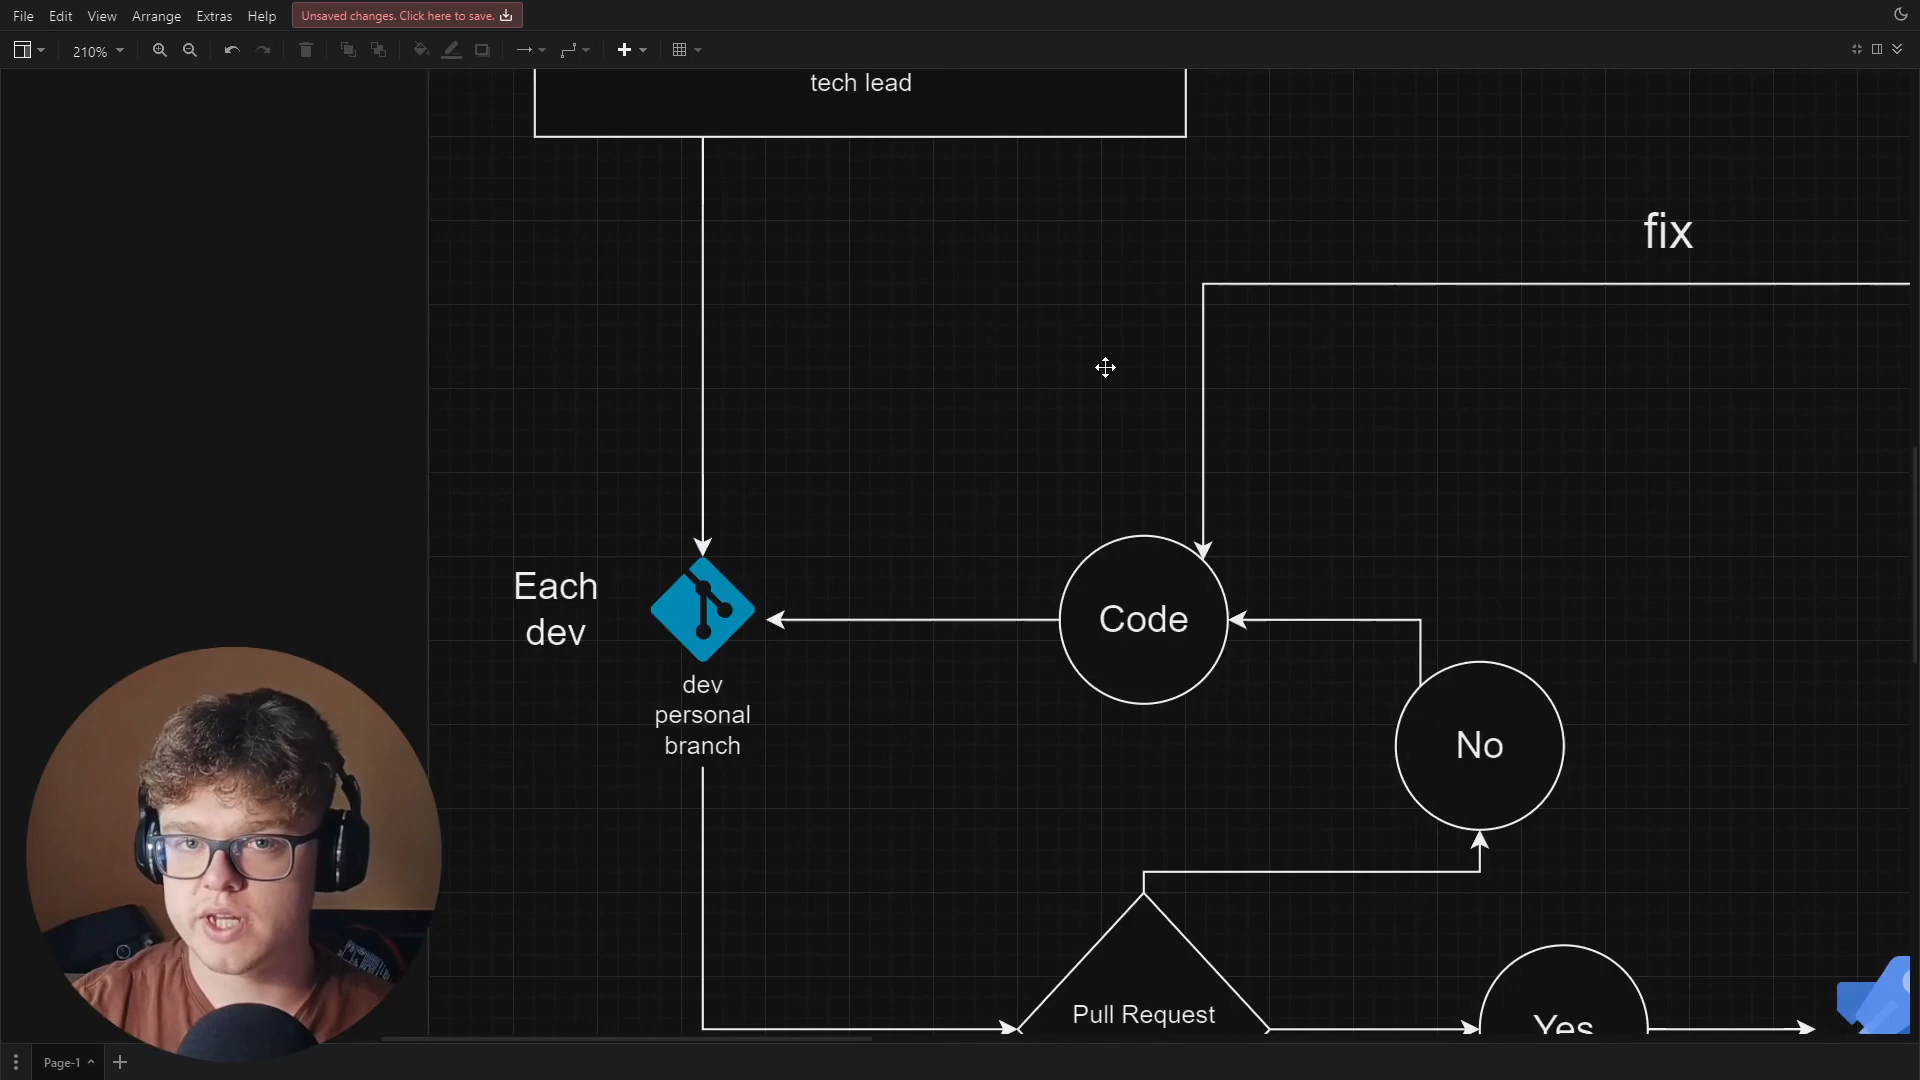 File Edit View Arrange Extras Help Unsaved changes. Click here to save.
210%
tech lead
fix
Each
dev
Code
dev
personal
branch
No
Pull Request
Yes
Page-1